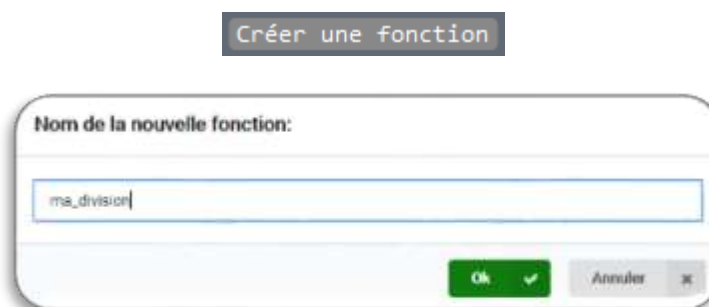 Créer une fonction
Nom de la nouvelle fonction:
ma_division
Ok
Annuler